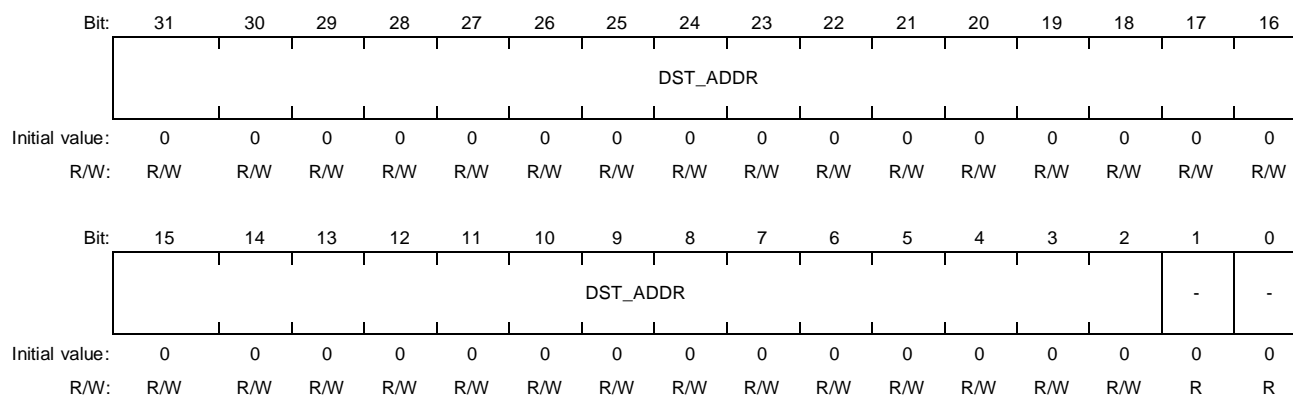 Bit: 31 30 29 28 27 26 25 24 23 22 21 20 19 18 17 16
DST_ADDR
Initial value: 0 0 0 0 0 0 0 0 0 0 0 0 0 0 0 0
R/W: R/W R/W R/W R/W R/W R/W R/W R/W R/W R/W R/W R/W R/W R/W R/W R/W
Bit: 15 14 13 12 11 10 9 8 7 6 5 4 3 2 1 0
DST_ADDR - -
Initial value: 0 0 0 0 0 0 0 0 0 0 0 0 0 0 0 0
R/W: R/W R/W R/W R/W R/W R/W R/W R/W R/W R/W R/W R/W R/W R/W R R